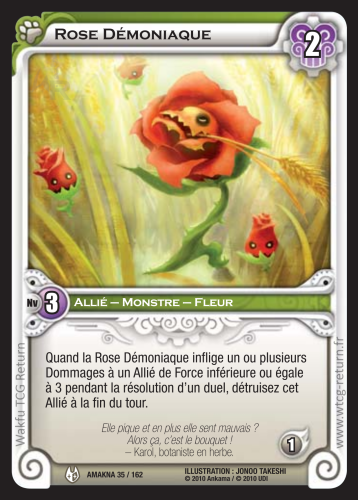 Rose Démoniaque
2
Nv 3
Allié – Monstre – Fleur
Quand la Rose Démoniaque inflige un ou plusieurs
Dommages à un Allié de Force inférieure ou égale
à 3 pendant la résolution d'un duel, détruisez cet
Allié à la fin du tour.
Elle pique et en plus elle sent mauvais ?
Alors ça, c'est le bouquet !
– Karol, botaniste en herbe.
1
AMAKNA 35 / 162
ILLUSTRATION : JONOO TAKESHI
© 2010 Ankama / © 2010 UDI
Wakfu TCG Return
www.wtcg-return.fr